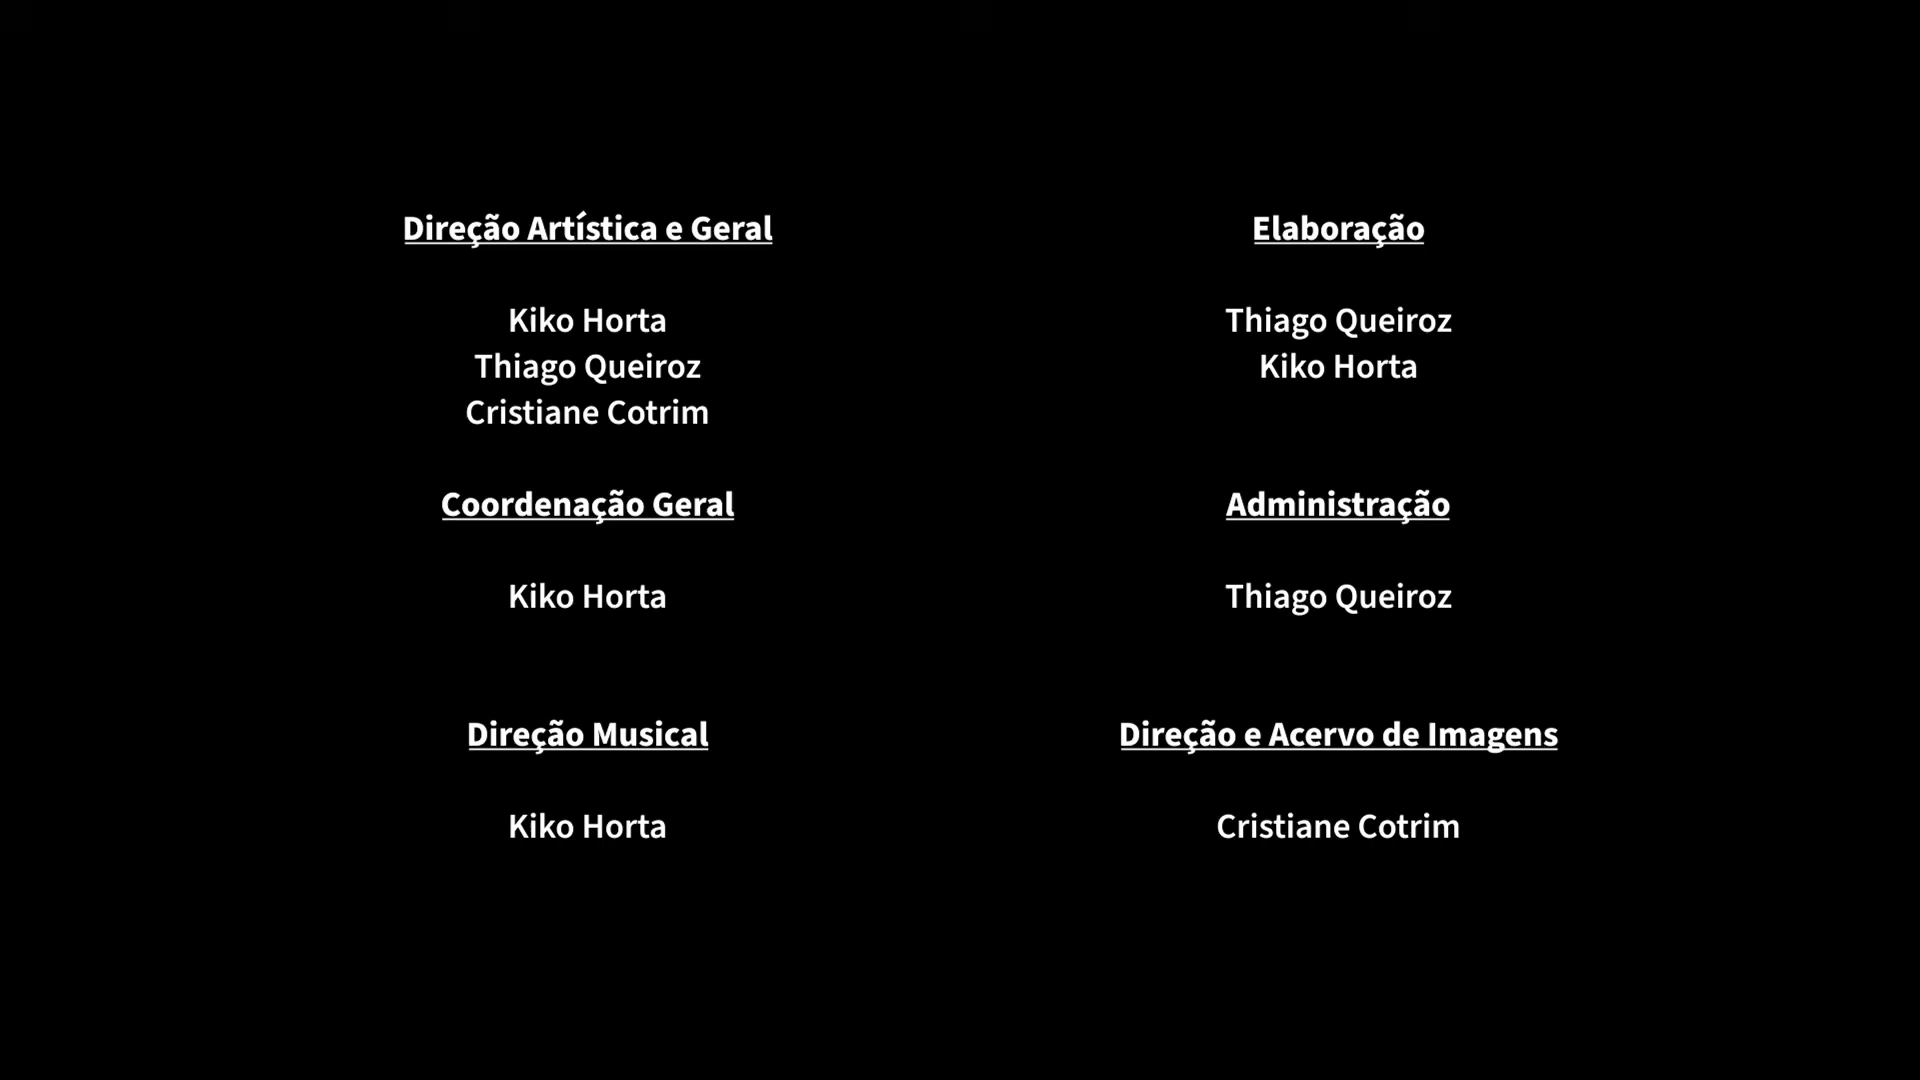 Direção Artística e Geral
Kiko Horta
Thiago Queiroz
Cristiane Cotrim
Elaboração
Thiago Queiroz
Kiko Horta
Coordenação Geral
Kiko Horta
Administração
Thiago Queiroz
Direção Musical
Kiko Horta
Direção e Acervo de Imagens
Cristiane Cotrim